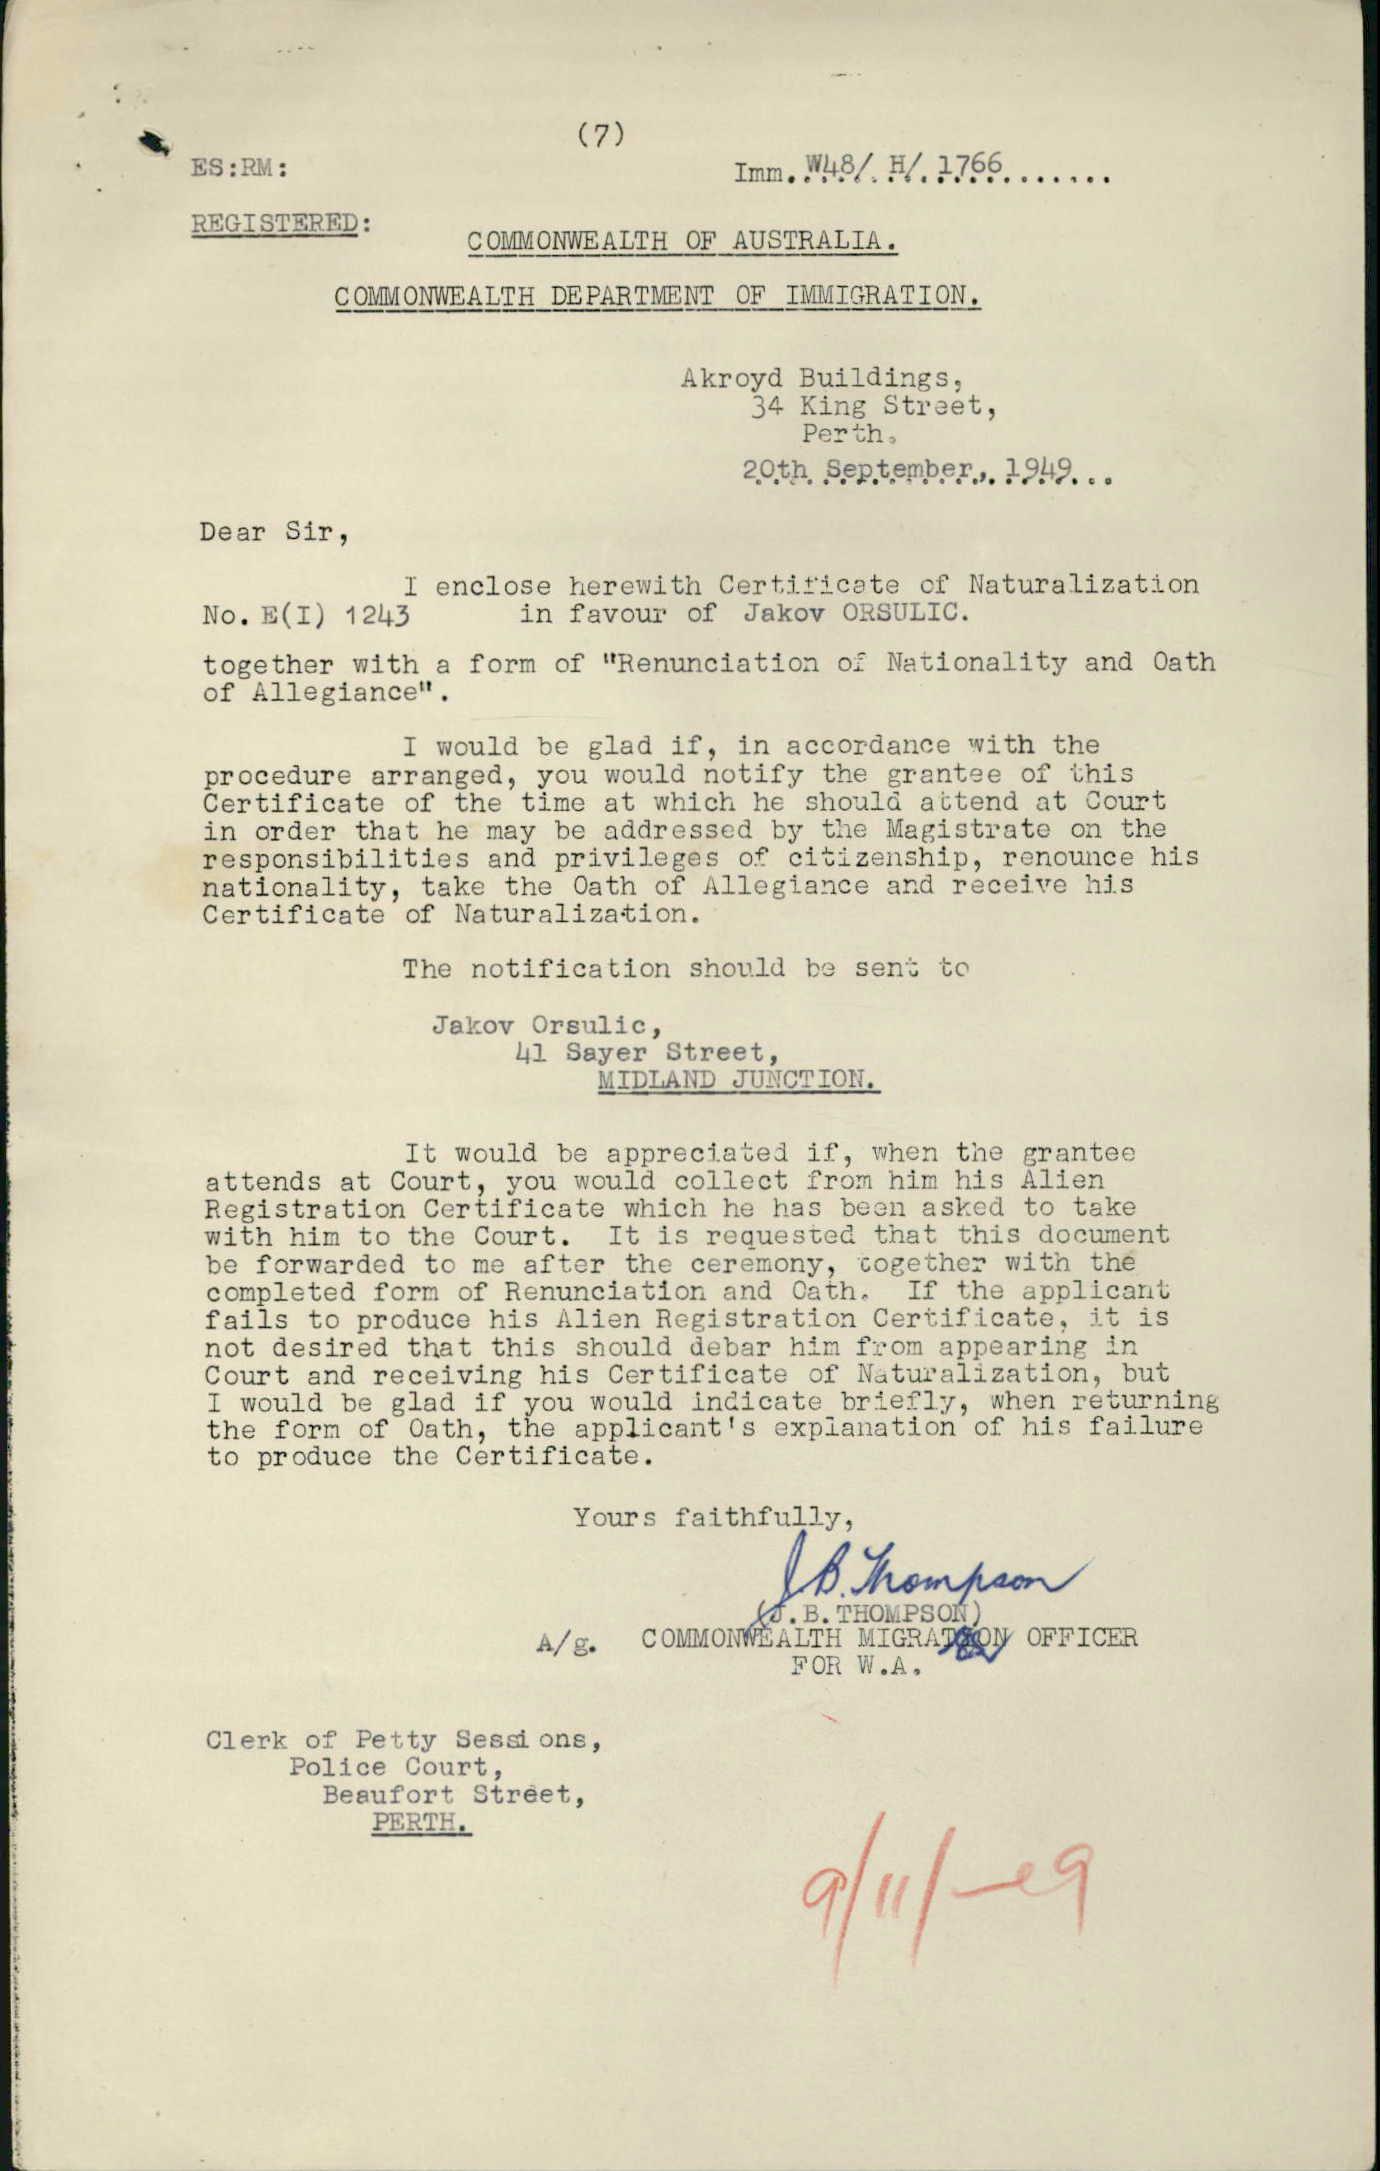 (7)
ES:RM:
Imm. W48/ H/ 1766
REGISTERED:
COMMONWEALTH OF AUSTRALIA.
COMMONWEALTH DEPARTMENT OF IMMIGRATION.
Akroyd Buildings,
34 King Street,
Perth.
20th September, 1949
Dear Sir,
I enclose herewith Certificate of Naturalization
No. E(I) 1243 in favour of Jakov ORSULIC.
together with a form of "Renunciation of Nationality and Oath
of Allegiance".
I would be glad if, in accordance with the
procedure arranged, you would notify the grantee of this
Certificate of the time at which he should attend at Court
in order that he may be addressed by the Magistrate on the
responsibilities and privileges of citizenship, renounce his
nationality, take the Oath of Allegiance and receive his
Certificate of Naturalization.
The notification should be sent to
Jakov Orsulic,
41 Sayer Street,
MIDLAND JUNCTION.
It would be appreciated if, when the grantee
attends at Court, you would collect from him his Alien
Registration Certificate which he has been asked to take
with him to the Court. It is requested that this document
be forwarded to me after the ceremony, together with the
completed form of Renunciation and Oath. If the applicant
fails to produce his Alien Registration Certificate, it is
not desired that this should debar him from appearing in
Court and receiving his Certificate of Naturalization, but
I would be glad if you would indicate briefly, when returning
the form of Oath, the applicant's explanation of his failure
to produce the Certificate.
Yours faithfully,
J.B. Thompson
(J.B. THOMPSON)
A/g. COMMONWEALTH MIGRATION OFFICER
FOR W.A.
Clerk of Petty Sessions,
Police Court,
Beaufort Street,
PERTH.
9/11/